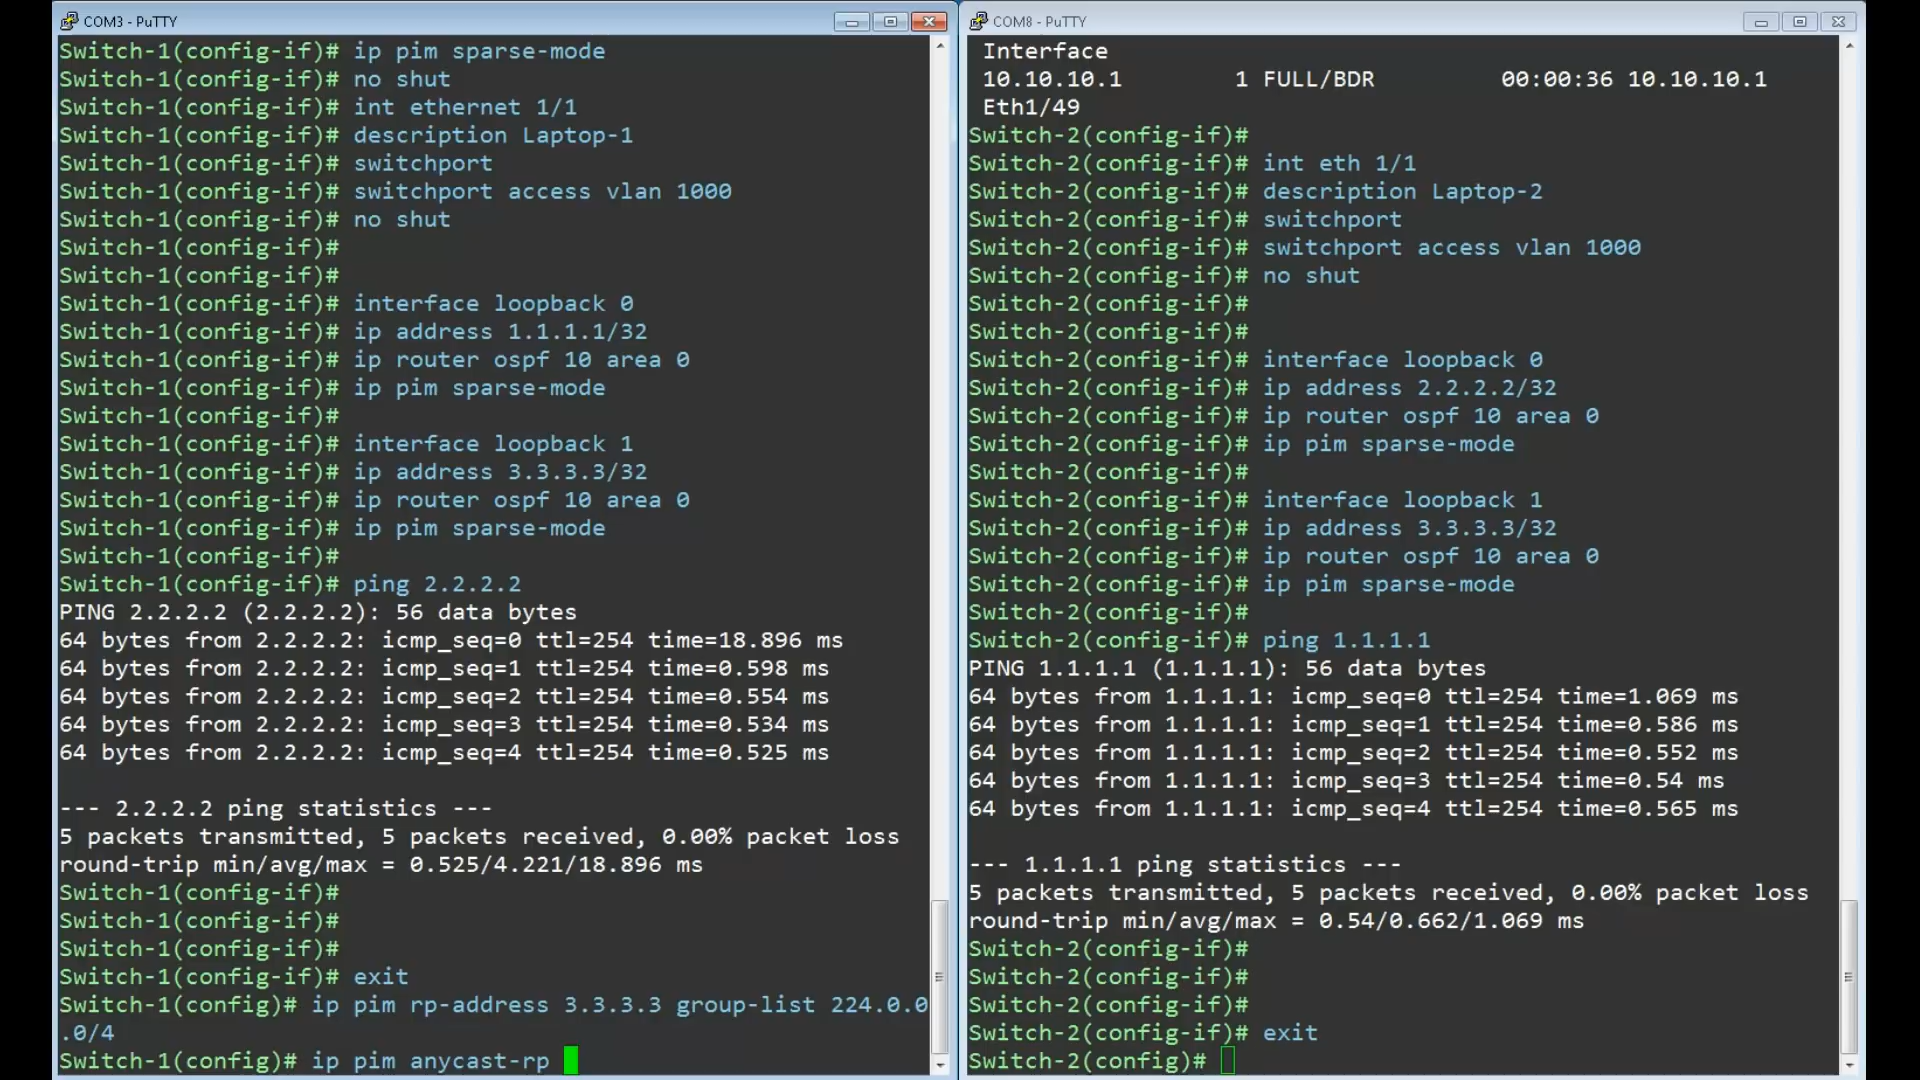 COM3 - PuTTY
Switch-1(config-if)# ip pim sparse-mode
Switch-1(config-if)# no shut
Switch-1(config-if)# int ethernet 1/1
Switch-1(config-if)# description Laptop-1
Switch-1(config-if)# switchport
Switch-1(config-if)# switchport access vlan 1000
Switch-1(config-if)# no shut
Switch-1(config-if)#
Switch-1(config-if)#
Switch-1(config-if)# interface loopback 0
Switch-1(config-if)# ip address 1.1.1.1/32
Switch-1(config-if)# ip router ospf 10 area 0
Switch-1(config-if)# ip pim sparse-mode
Switch-1(config-if)#
Switch-1(config-if)# interface loopback 1
Switch-1(config-if)# ip address 3.3.3.3/32
Switch-1(config-if)# ip router ospf 10 area 0
Switch-1(config-if)# ip pim sparse-mode
Switch-1(config-if)#
Switch-1(config-if)# ping 2.2.2.2
PING 2.2.2.2 (2.2.2.2): 56 data bytes
64 bytes from 2.2.2.2: icmp_seq=0 ttl=254 time=18.896 ms
64 bytes from 2.2.2.2: icmp_seq=1 ttl=254 time=0.598 ms
64 bytes from 2.2.2.2: icmp_seq=2 ttl=254 time=0.554 ms
64 bytes from 2.2.2.2: icmp_seq=3 ttl=254 time=0.534 ms
64 bytes from 2.2.2.2: icmp_seq=4 ttl=254 time=0.525 ms
--- 2.2.2.2 ping statistics ---
5 packets transmitted, 5 packets received, 0.00% packet loss
round-trip min/avg/max = 0.525/4.221/18.896 ms
Switch-1(config-if)#
Switch-1(config-if)#
Switch-1(config-if)#
Switch-1(config-if)# exit
Switch-1(config)# ip pim rp-address 3.3.3.3 group-list 224.0.0
.0/4
Switch-1(config)# ip pim anycast-rp
COM8 - PuTTY
Interface
10.10.10.1 1 FULL/BDR 00:00:36 10.10.10.1
Eth1/49
Switch-2(config-if)#
Switch-2(config-if)# int eth 1/1
Switch-2(config-if)# description Laptop-2
Switch-2(config-if)# switchport
Switch-2(config-if)# switchport access vlan 1000
Switch-2(config-if)# no shut
Switch-2(config-if)#
Switch-2(config-if)#
Switch-2(config-if)# interface loopback 0
Switch-2(config-if)# ip address 2.2.2.2/32
Switch-2(config-if)# ip router ospf 10 area 0
Switch-2(config-if)# ip pim sparse-mode
Switch-2(config-if)#
Switch-2(config-if)# interface loopback 1
Switch-2(config-if)# ip address 3.3.3.3/32
Switch-2(config-if)# ip router ospf 10 area 0
Switch-2(config-if)# ip pim sparse-mode
Switch-2(config-if)#
Switch-2(config-if)# ping 1.1.1.1
PING 1.1.1.1 (1.1.1.1): 56 data bytes
64 bytes from 1.1.1.1: icmp_seq=0 ttl=254 time=1.069 ms
64 bytes from 1.1.1.1: icmp_seq=1 ttl=254 time=0.586 ms
64 bytes from 1.1.1.1: icmp_seq=2 ttl=254 time=0.552 ms
64 bytes from 1.1.1.1: icmp_seq=3 ttl=254 time=0.54 ms
64 bytes from 1.1.1.1: icmp_seq=4 ttl=254 time=0.565 ms
--- 1.1.1.1 ping statistics ---
5 packets transmitted, 5 packets received, 0.00% packet loss
round-trip min/avg/max = 0.54/0.662/1.069 ms
Switch-2(config-if)#
Switch-2(config-if)#
Switch-2(config-if)#
Switch-2(config-if)# exit
Switch-2(config)#